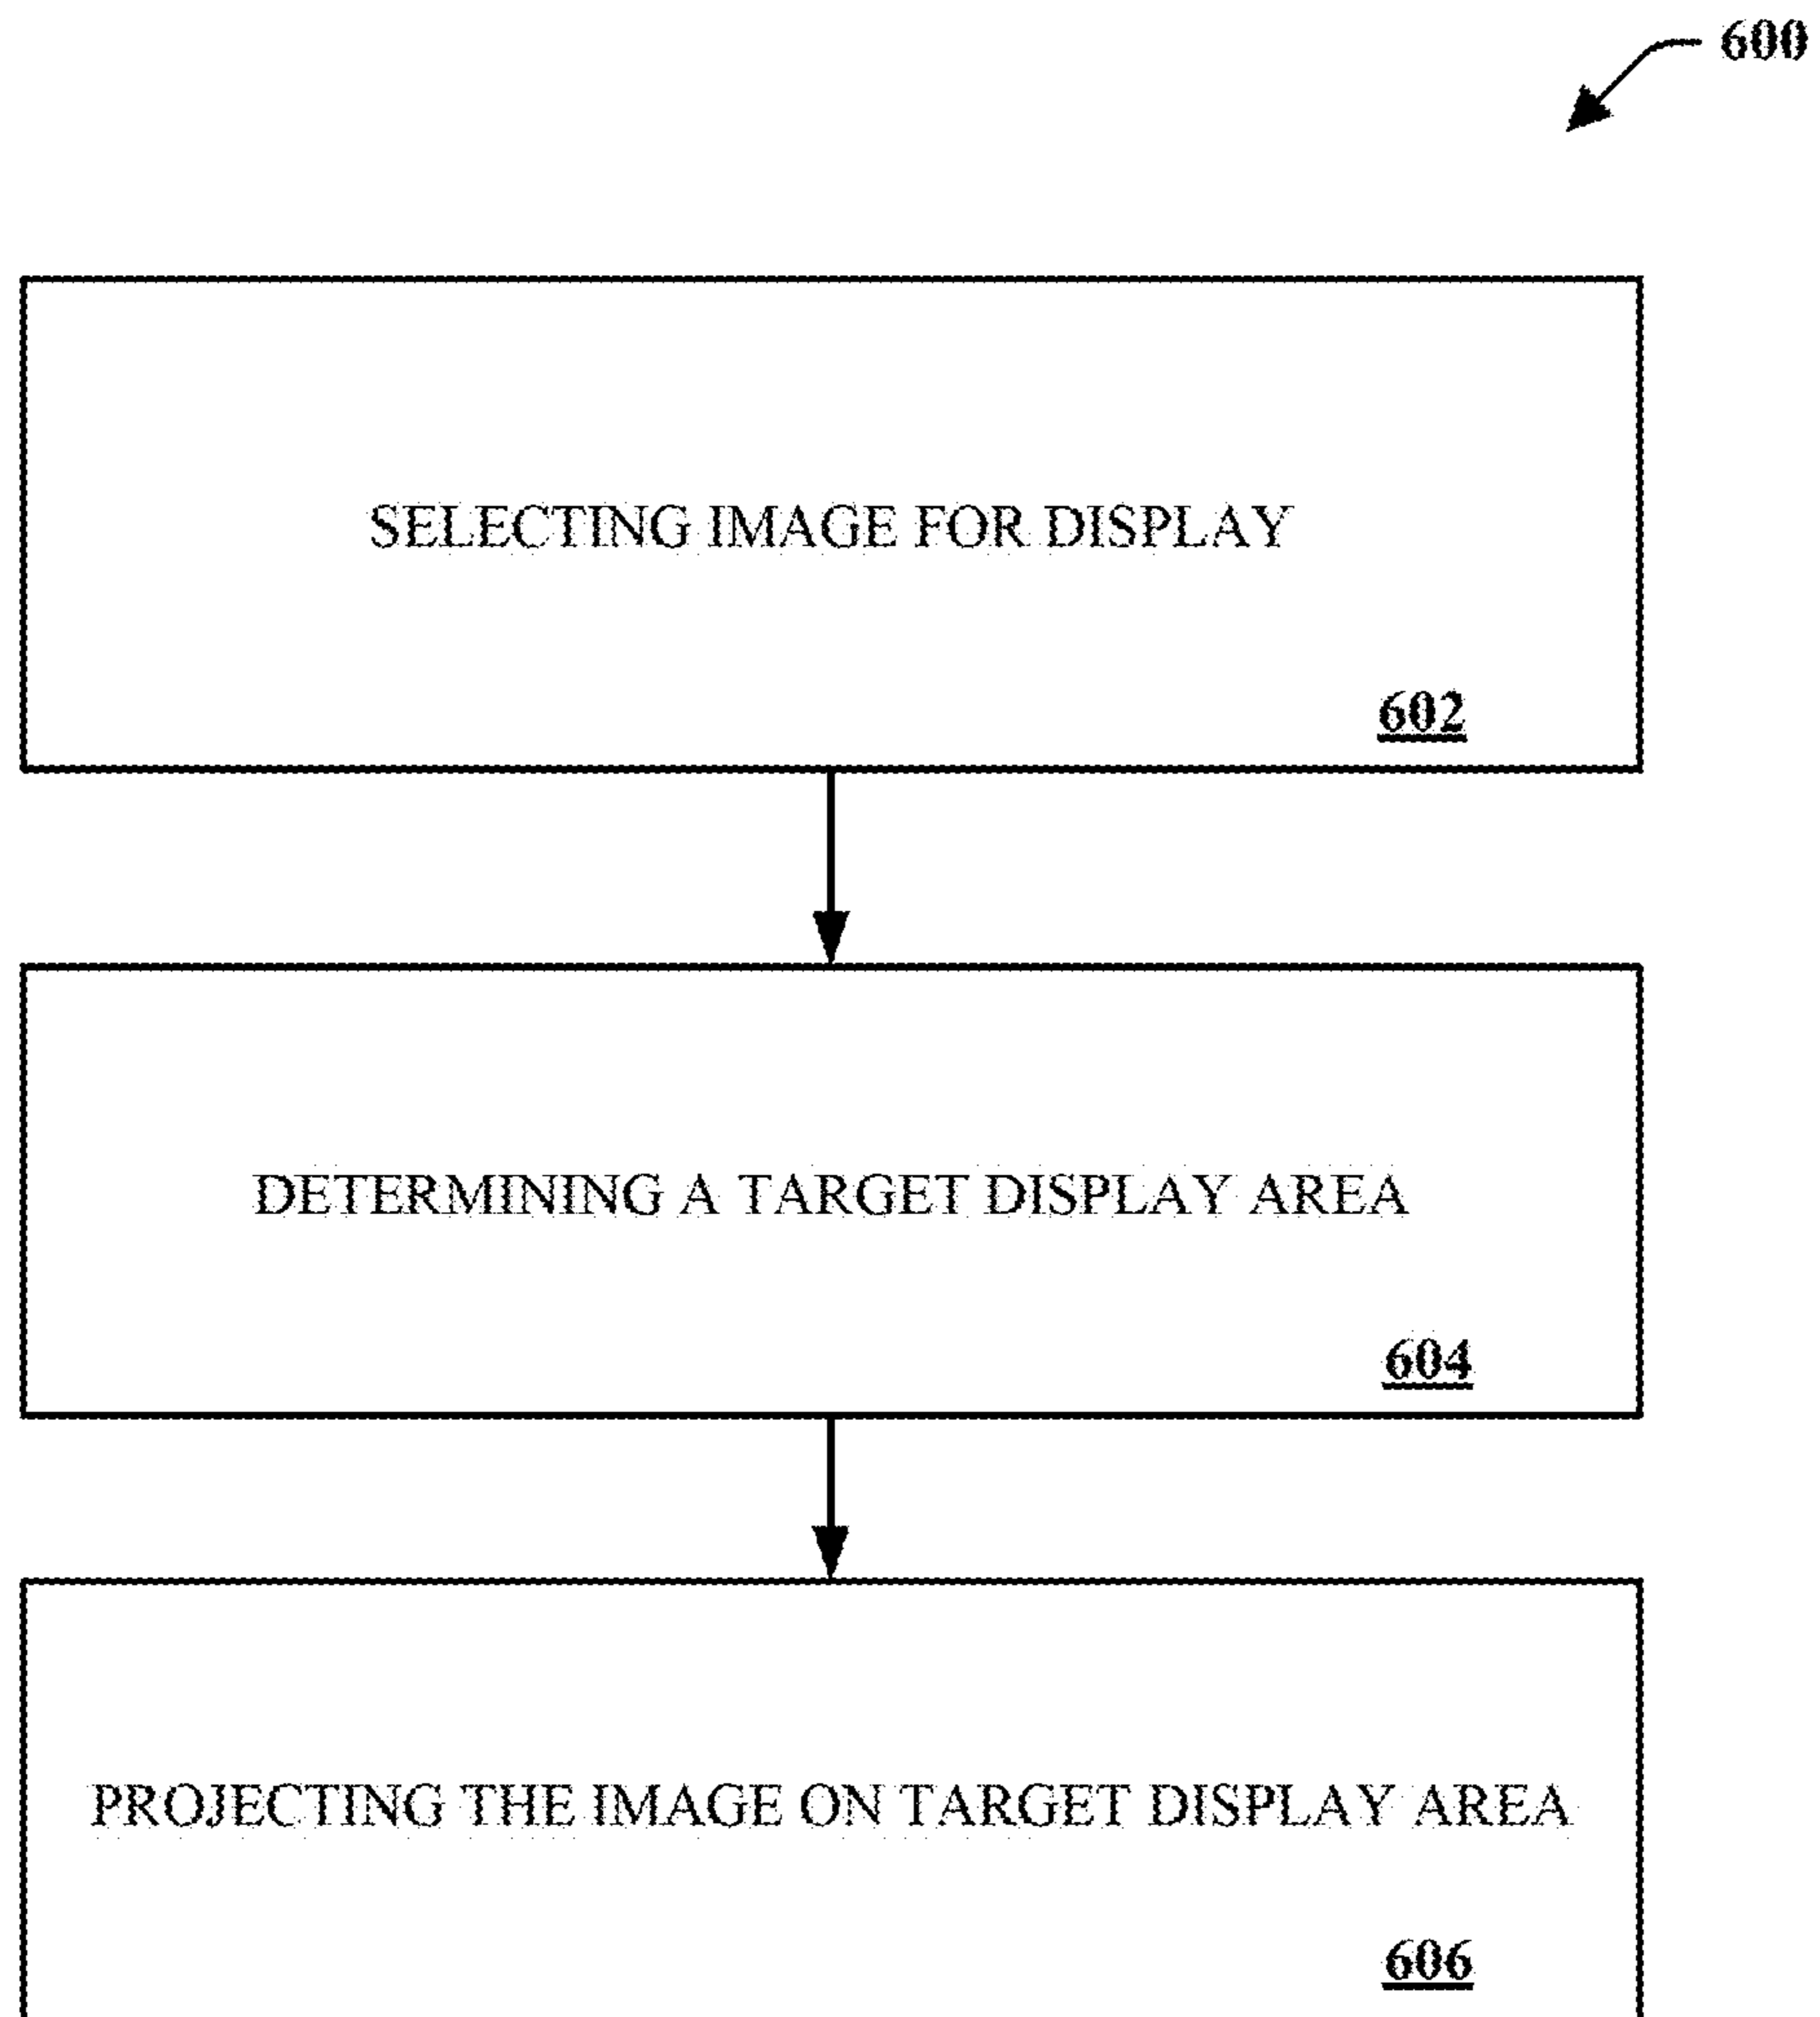 600
SELECTING IMAGE FOR DISPLAY
602
DETERMINING A TARGET DISPLAY AREA
604
PROJECTING THE IMAGE ON TARGET DISPLAY AREA
606